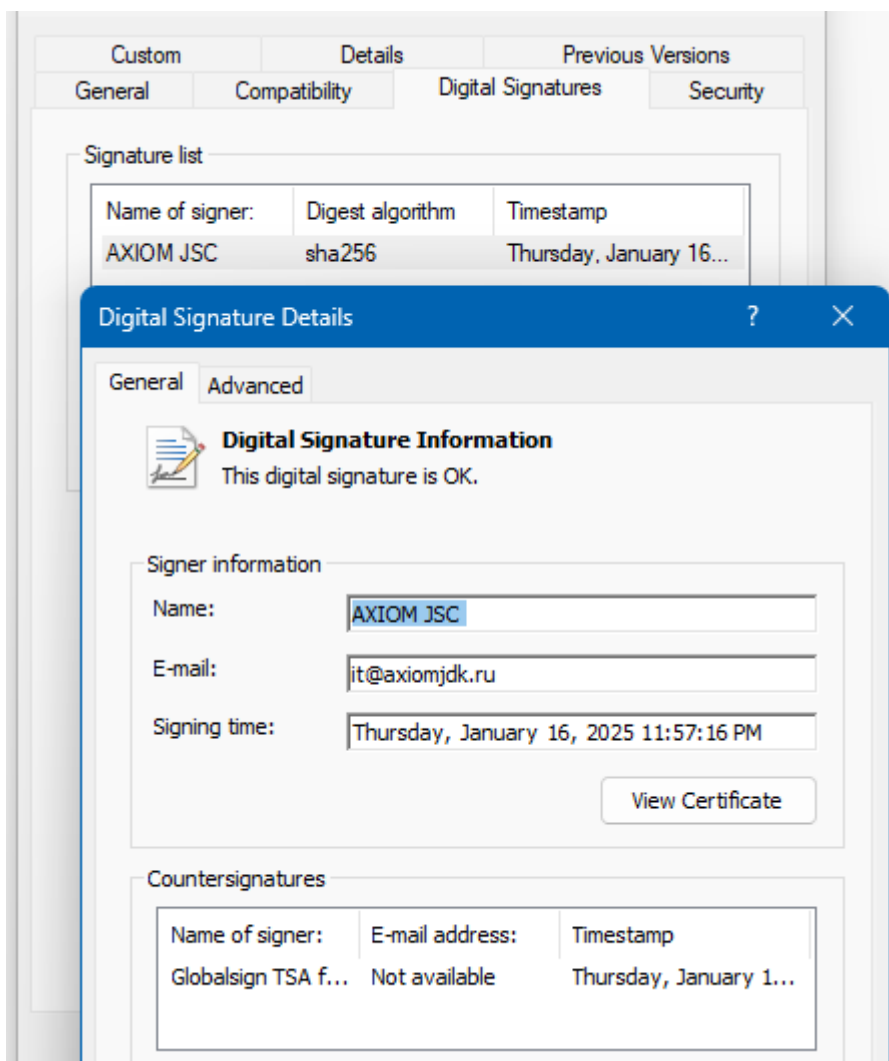 Custom Details Previous Versions
General Compatibility Digital Signatures Security
Signature list
Name of signer: Digest algorithm Timestamp
AXIOM JSC sha256 Thursday, January 16...
Digital Signature Details ?
General Advanced
Digital Signature Information
This digital signature is OK.
Signer information
Name: AXIOM JSC
E-mail: it@axiomjdk.ru
Signing time: Thursday, January 16, 2025 11:57:16 PM
View Certificate
Countersignatures
Name of signer: E-mail address: Timestamp
Globalsign TSA f... Not available Thursday, January 1...